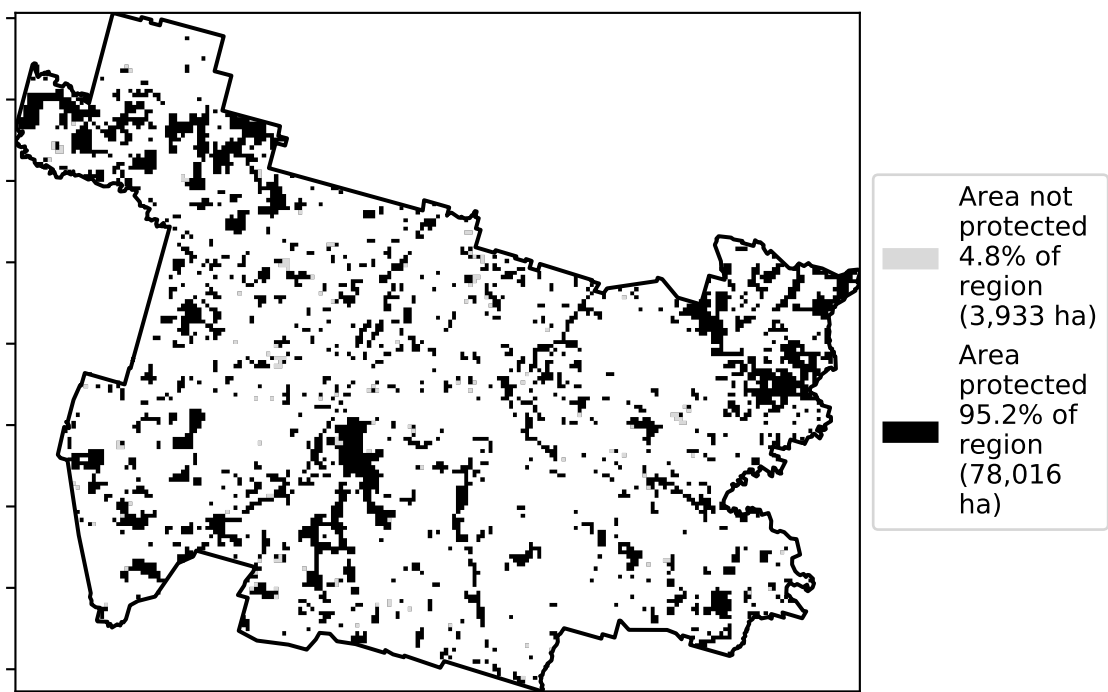 Area not
protected
4.8% of
region
(3,933 ha)
Area
protected
95.2% of
region
(78,016
ha)